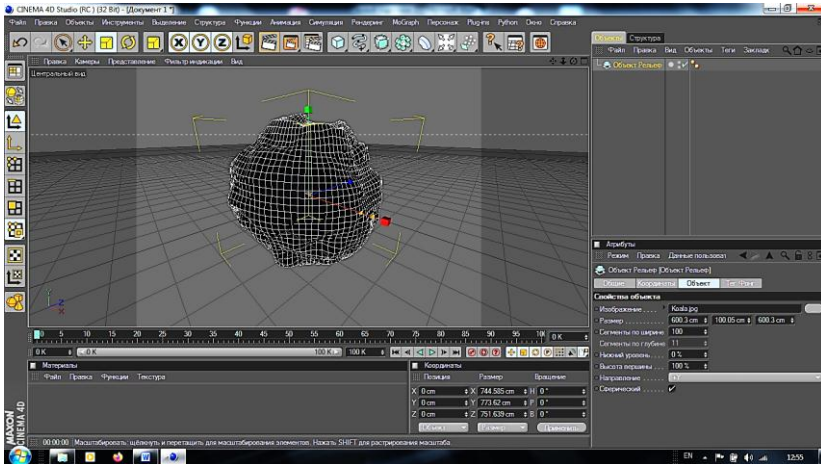 CINEMA 4D Studio (RC) (32 Bit) - [Документ 1 *]
Файл Правка Объекты Инструменты Выделение Структура Функции Анимация Симуляция Рендеринг MoGraph Персонаж Plug-ins Python Окно Справка
Объекты Структура
Файл Правка Вид Объекты Теги Закладк
Объект Рельеф
Правка Камеры Представление Фильтр индикации Вид
Центральный вид
Y
Z
X
Атрибуты
Режим Правка Данные пользоват
Объект Рельеф [Объект Рельеф]
Общие Координаты Объект Тег Фонг
Свойства объекта
Изображение . . . . Koala.jpg
Размер 600.3 cm 100.05 cm 600.3 cm
Сегменты по ширине 100
Сегменты по глубине 11
Нижний уровень 0 %
Высота вершины 100 %
Направление +Y
Сферический
0 5 10 15 20 25 30 35 40 45 50 55 60 65 70 75 80 85 90 95 0 K
0 K 0 K 100 K 100 K
Материалы
Файл Правка Функции Текстура
Координаты
Позиция Размер Вращение
X 0 cm X 744.585 cm H 0 °
Y 0 cm Y 773.62 cm P 0 °
Z 0 cm Z 751.639 cm B 0 °
Объект Размер Применить
MAXON CINEMA 4D
00:00:00 Масштабировать: щёлкнуть и перетащить для масштабирования элементов. Нажать SHIFT для растрирования масштаба.
EN 12:55